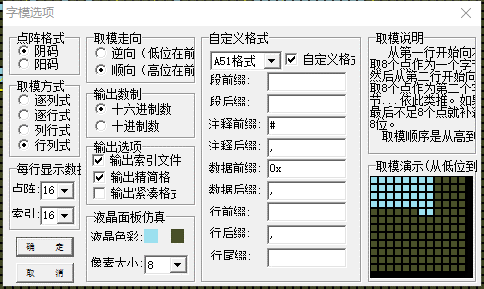 字模选项
点阵格式
阴码
阳码
取模方式
逐列式
逐行式
列行式
行列式
每行显示数据
点阵: 16
索引: 16
确 定
取 消
取模走向
逆向（低位在前
顺向（高位在前
输出数制
十六进制数
十进制数
输出选项
输出索引文件
输出精简格
输出紧凑格式
液晶面板仿真
液晶色彩:
像素大小: 8
自定义格式
A51格式
自定义格式
段前缀:
段后缀:
注释前缀: #
注释后缀: ,
数据前缀: 0x
数据后缀: ,
行前缀:
行后缀: ,
行尾缀:
取模说明
从第一行开始向
取8个点作为一个字
然后从第二行开始向
取8个点作为第二个
节...依此类推。如果
最后不足8个点就补
8位。
取模顺序是从高到
取模演示(从低位到